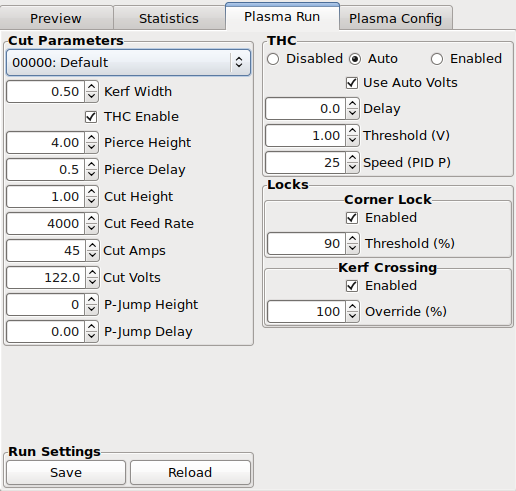 Preview
Statistics
Plasma Run
Plasma Config
Cut Parameters
00000: Default
0.50 Kerf Width
THC Enable
4.00 Pierce Height
0.5 Pierce Delay
1.00 Cut Height
4000 Cut Feed Rate
45 Cut Amps
122.0 Cut Volts
0 P-Jump Height
0.00 P-Jump Delay
Run Settings
Save
Reload
THC
Disabled
Auto
Enabled
Use Auto Volts
0.0 Delay
1.00 Threshold (V)
25 Speed (PID P)
Locks
Corner Lock
Enabled
90 Threshold (%)
Kerf Crossing
Enabled
100 Override (%)